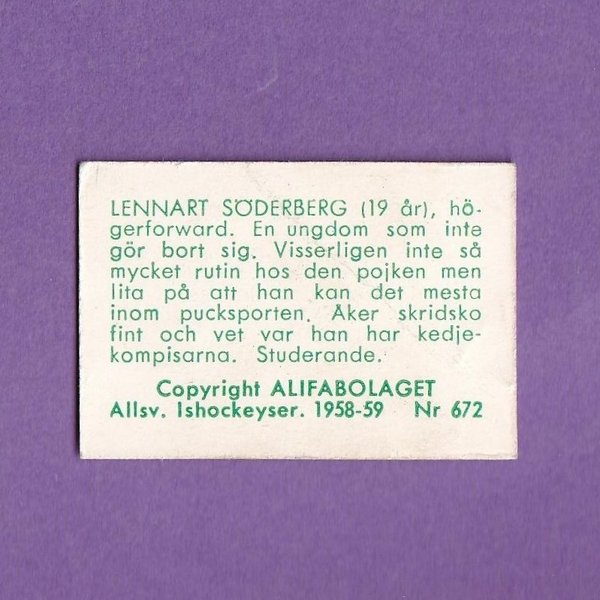 LENNART SÖDERBERG (19 år), hö-
gerforward. En ungdom som inte
gör bort sig. Visserligen inte så
mycket rutin hos den pojken men
lita på att han kan det mesta
inom pucksporten. Åker skridsko
fint och vet var han har kedje-
kompisarna. Studerande.
Copyright ALIFABOLAGET
Allsv. Ishockeyser. 1958-59 Nr 672